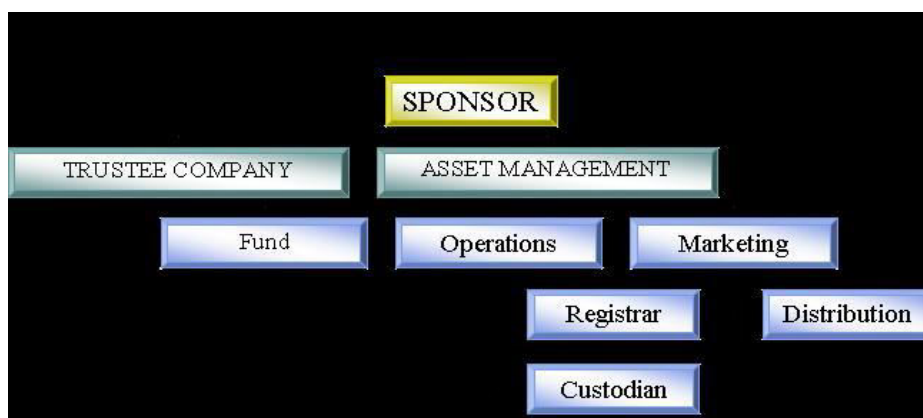 SPONSOR
TRUSTEE COMPANY
ASSET MANAGEMENT
Fund
Operations
Marketing
Registrar
Distribution
Custodian